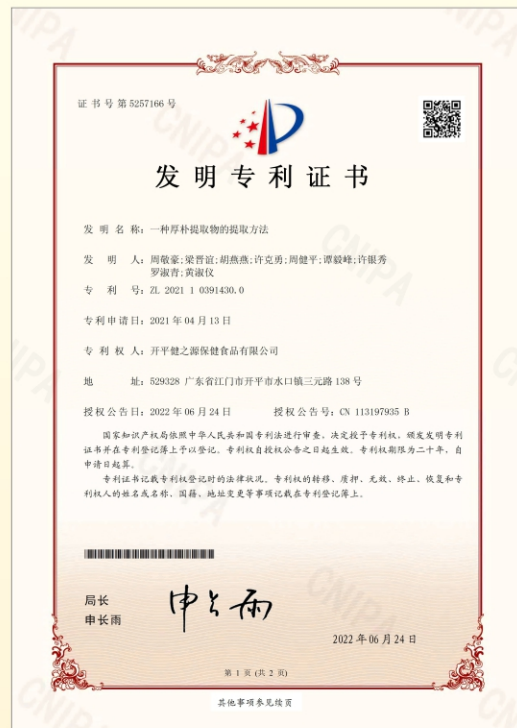 证书号第5257166号
发明专利证书
发明名称：一种厚朴提取物的提取方法
发明人：周敬豪;梁晋谊;胡燕燕;许克勇;周健平;谭毅峰;许银秀
罗淑青;黄淑仪
专利号：ZL 2021 1 0391430.0
专利申请日：2021年04月13日
专利权人：开平健之源保健食品有限公司
地址：529328 广东省江门市开平市水口镇三元路138号
授权公告日：2022年06月24日 授权公告号：CN 113197935 B
国家知识产权局依照中华人民共和国专利法进行审查，决定授予专利权，颁发发明专利
证书并在专利登记簿上予以登记。专利权自授权公告之日起生效。专利权期限为二十年，自
申请日起算。
专利证书记载专利权登记时的法律状况。专利权的转移、质押、无效、终止、恢复和专
利权人的姓名或名称、国籍、地址变更等事项记载在专利登记簿上。
局长
申长雨
申长雨
2022年06月24日
第 1 页 (共 2 页)
其他事项参见续页
CNIPA
CNIPA
CNIPA
CNIPA
CNIPA
CNIPA